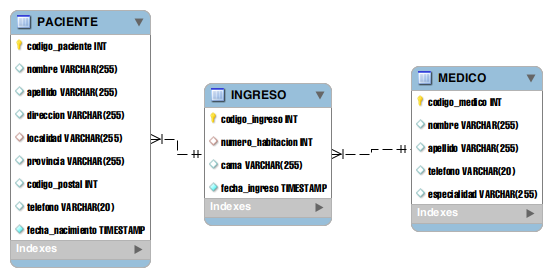 PACIENTE
codigo_paciente INT
nombre VARCHAR(255)
apellido VARCHAR(255)
direccion VARCHAR(255)
localidad VARCHAR(255)
provincia VARCHAR(255)
codigo_postal INT
telefono VARCHAR(20)
fecha_nacimiento TIMESTAMP
Indexes
INGRESO
codigo_ingreso INT
numero_habitacion INT
cama VARCHAR(255)
fecha_ingreso TIMESTAMP
Indexes
MEDICO
codigo_medico INT
nombre VARCHAR(255)
apellido VARCHAR(255)
telefono VARCHAR(20)
especialidad VARCHAR(255)
Indexes